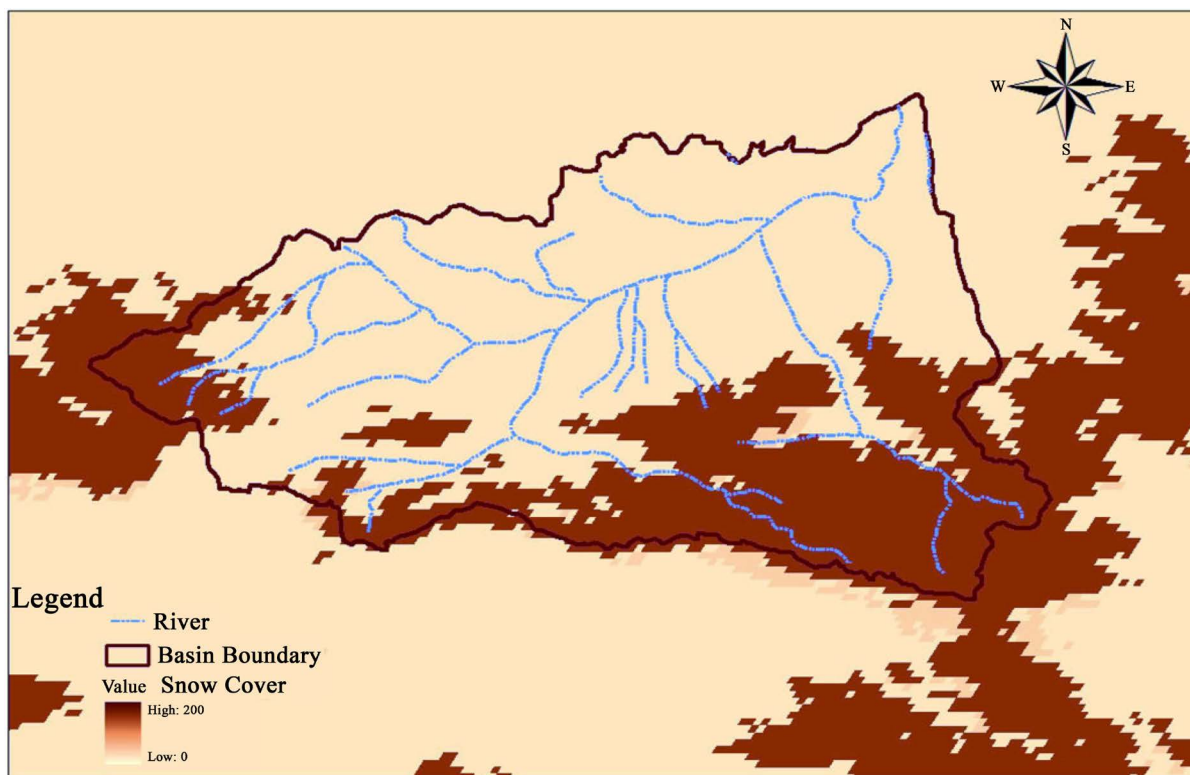 N
W E
S
Legend
River
Basin Boundary
Value Snow Cover
High: 200
Low: 0